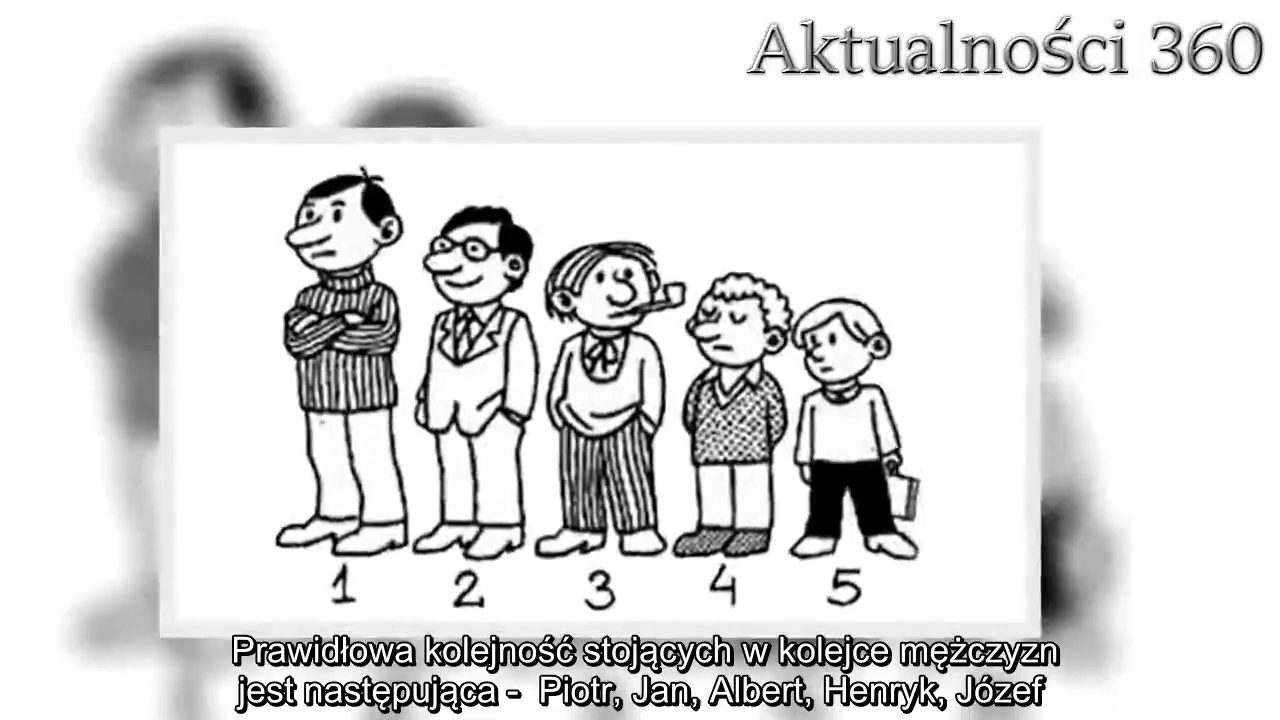 Aktualności 360
1 2 3 4 5
Prawidłowa kolejność stojących w kolejce mężczyzn
jest następująca - Piotr, Jan, Albert, Henryk, Józef